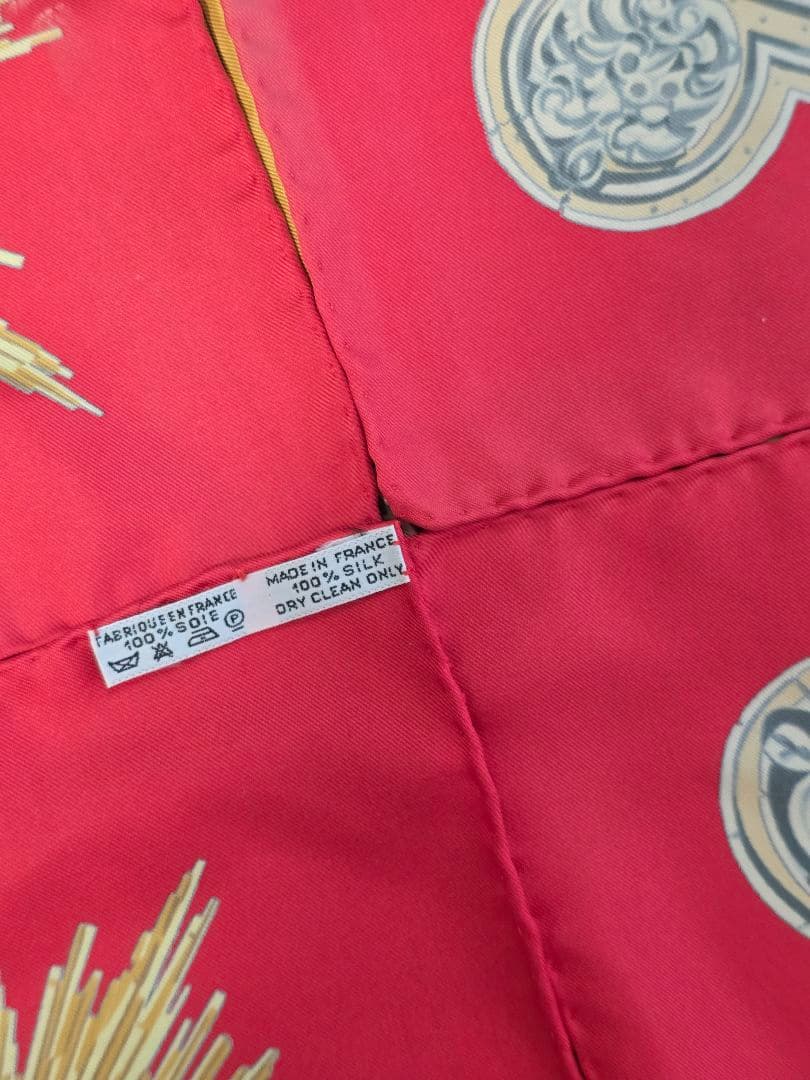 FABRIQUE EN FRANCE
100% SOIE
P
MADE IN FRANCE
100% SILK
DRY CLEAN ONLY